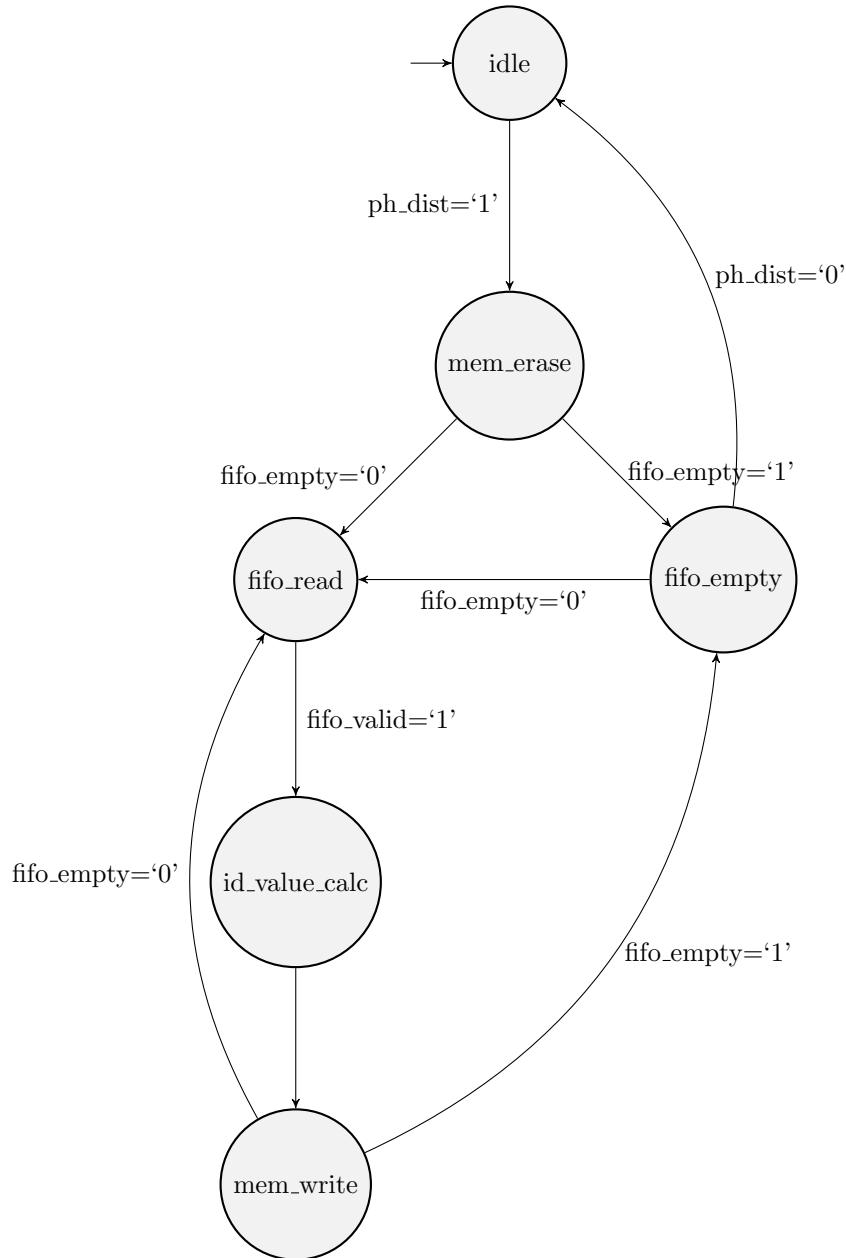 idle
ph_dist=‘1’
ph_dist=‘0’
mem_erase
fifo_empty=‘0’
fifo_empty=‘1’
fifo_read
fifo_empty
fifo_empty=‘0’
fifo_valid=‘1’
fifo_empty=‘0’
id_value_calc
fifo_empty=‘1’
mem_write